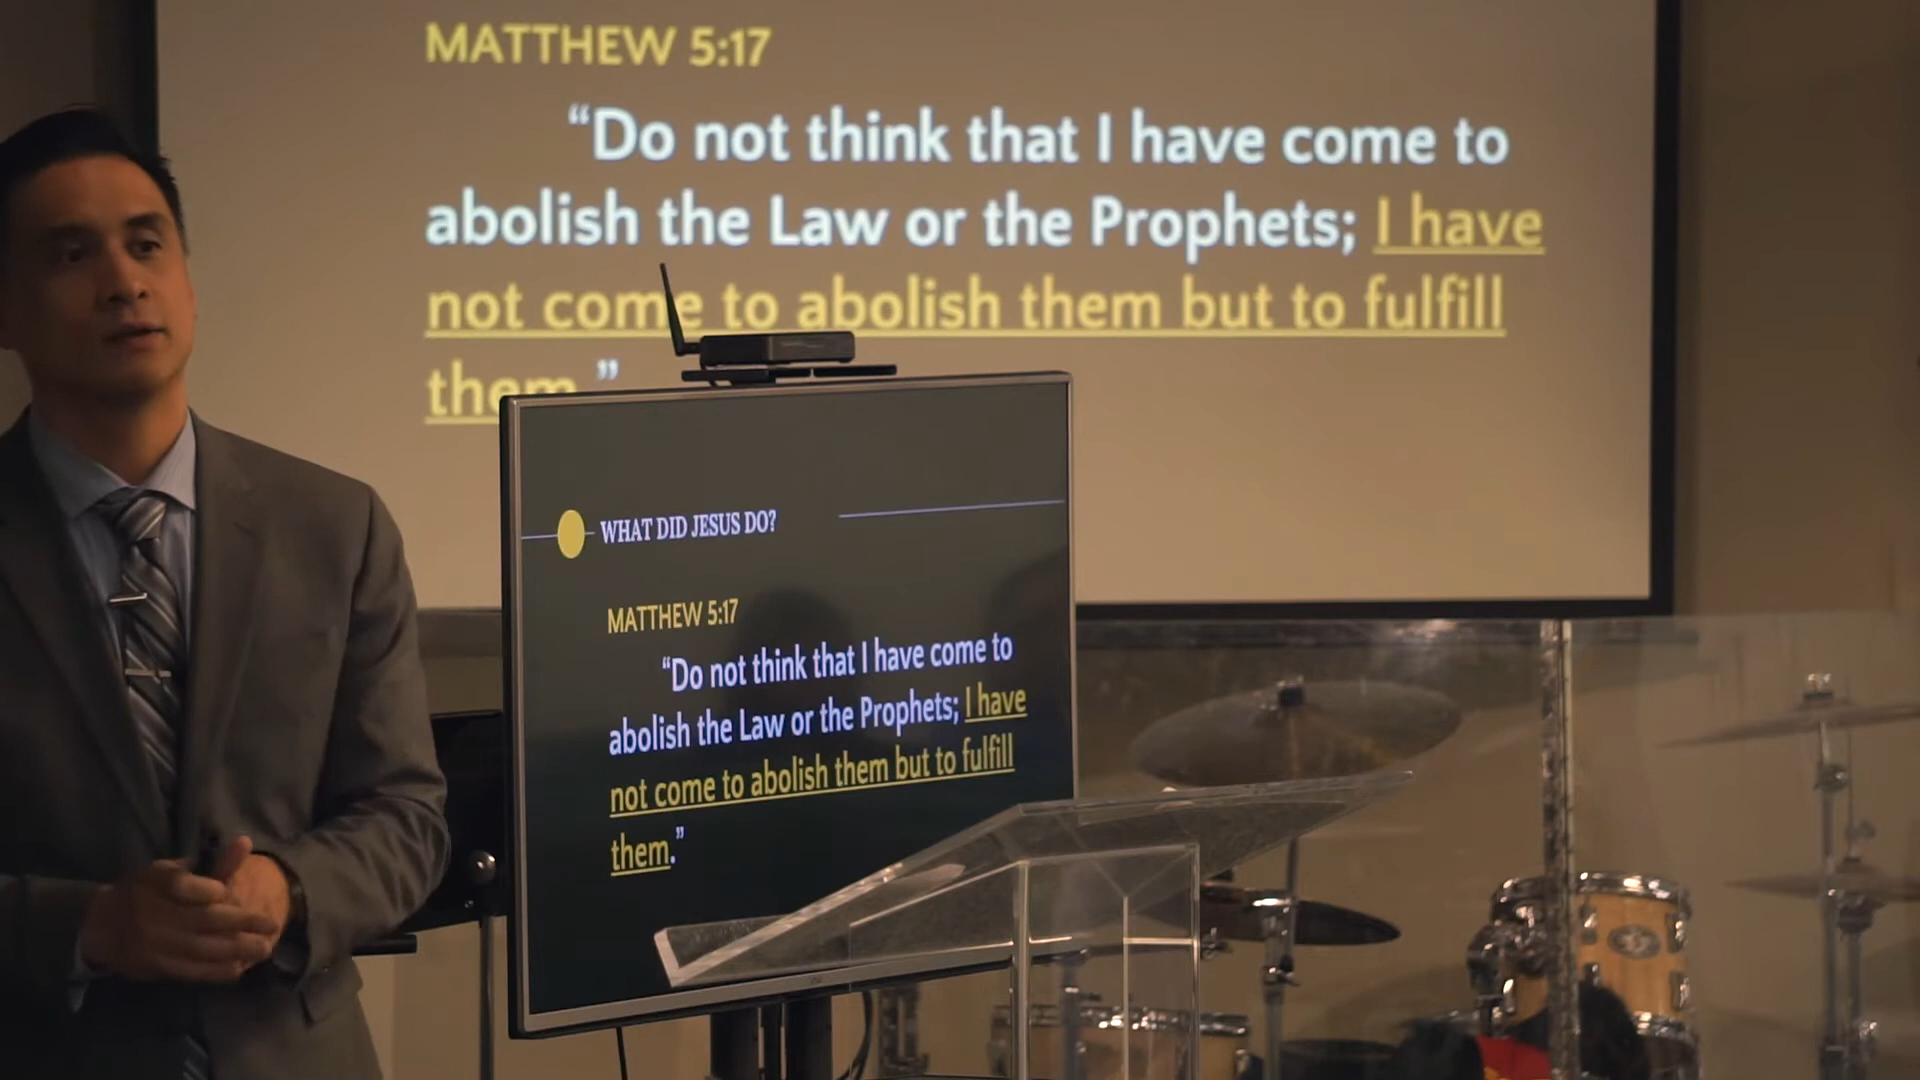 MATTHEW 5:17
“Do not think that I have come to
abolish the Law or the Prophets; I have
not come to abolish them but to fulfill
them.”
WHAT DID JESUS DO?
MATTHEW 5:17
“Do not think that I have come to
abolish the Law or the Prophets; I have
not come to abolish them but to fulfill
them.”